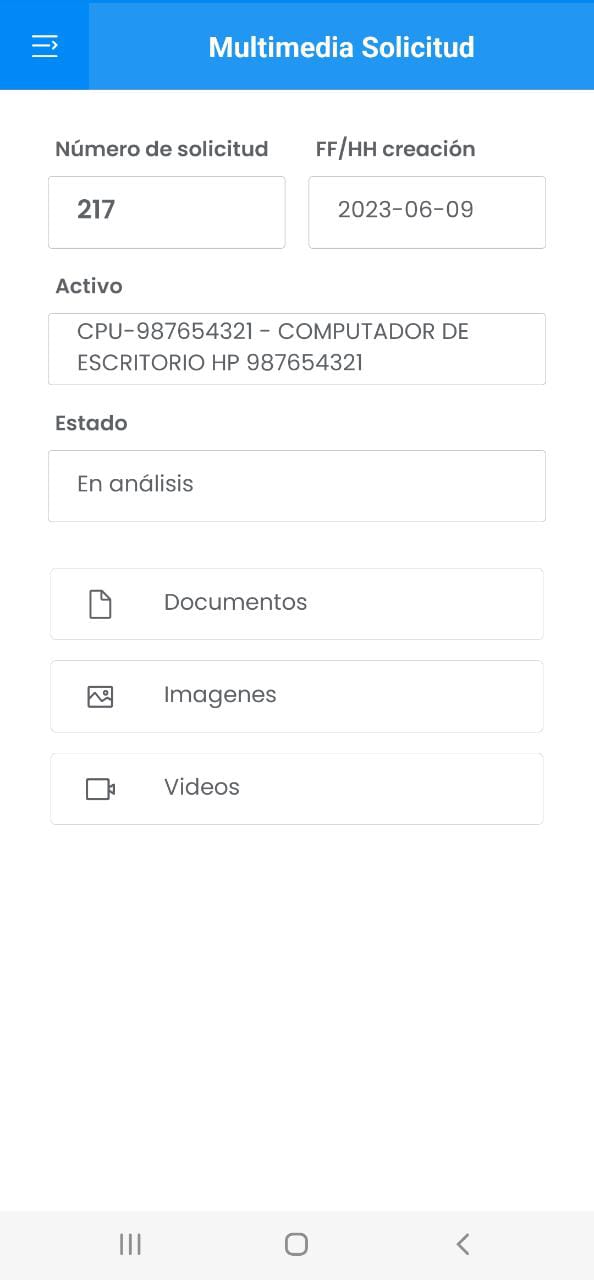 Multimedia Solicitud
Número de solicitud
FF/HH creación
217
2023-06-09
Activo
CPU-987654321 - COMPUTADOR DE
ESCRITORIO HP 987654321
Estado
En análisis
Documentos
Imagenes
Videos